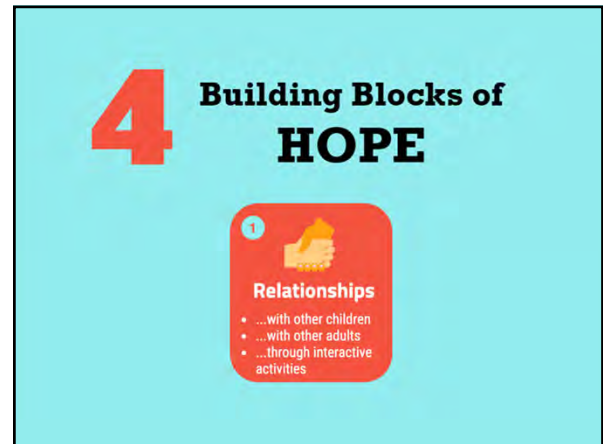 4
Building Blocks of
HOPE
1
Relationships
• ...with other children
• ...with other adults
• ...through interactive
activities